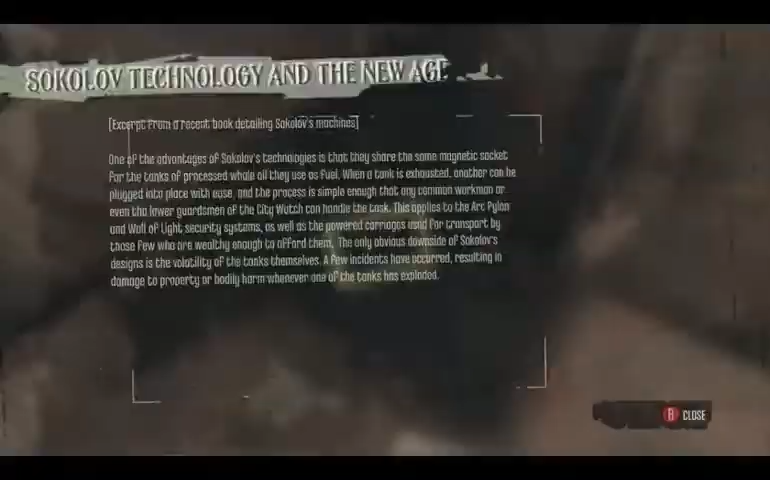 SOKOLOV TECHNOLOGY AND THE NEW AGE
[Excerpt from a recent book detailing Sokolov's machines]
One of the advantages of Sokolov's technologies is that they share the same magnetic socket
for the tanks of processed whale oil they use as fuel. When a tank is exhausted, another can be
plugged into place with ease, and the process is simple enough that any common workman or
even the lower guardsmen of the City Watch can handle the task. This applies to the Arc Pylon
and Wall of Light security systems, as well as the powered carriages used for transport by
those few who are wealthy enough to afford them. The only obvious downside of Sokolov's
designs is the volatility of the tanks themselves. A few incidents have occurred, resulting in
damage to property or bodily harm whenever one of the tanks has exploded.
B CLOSE